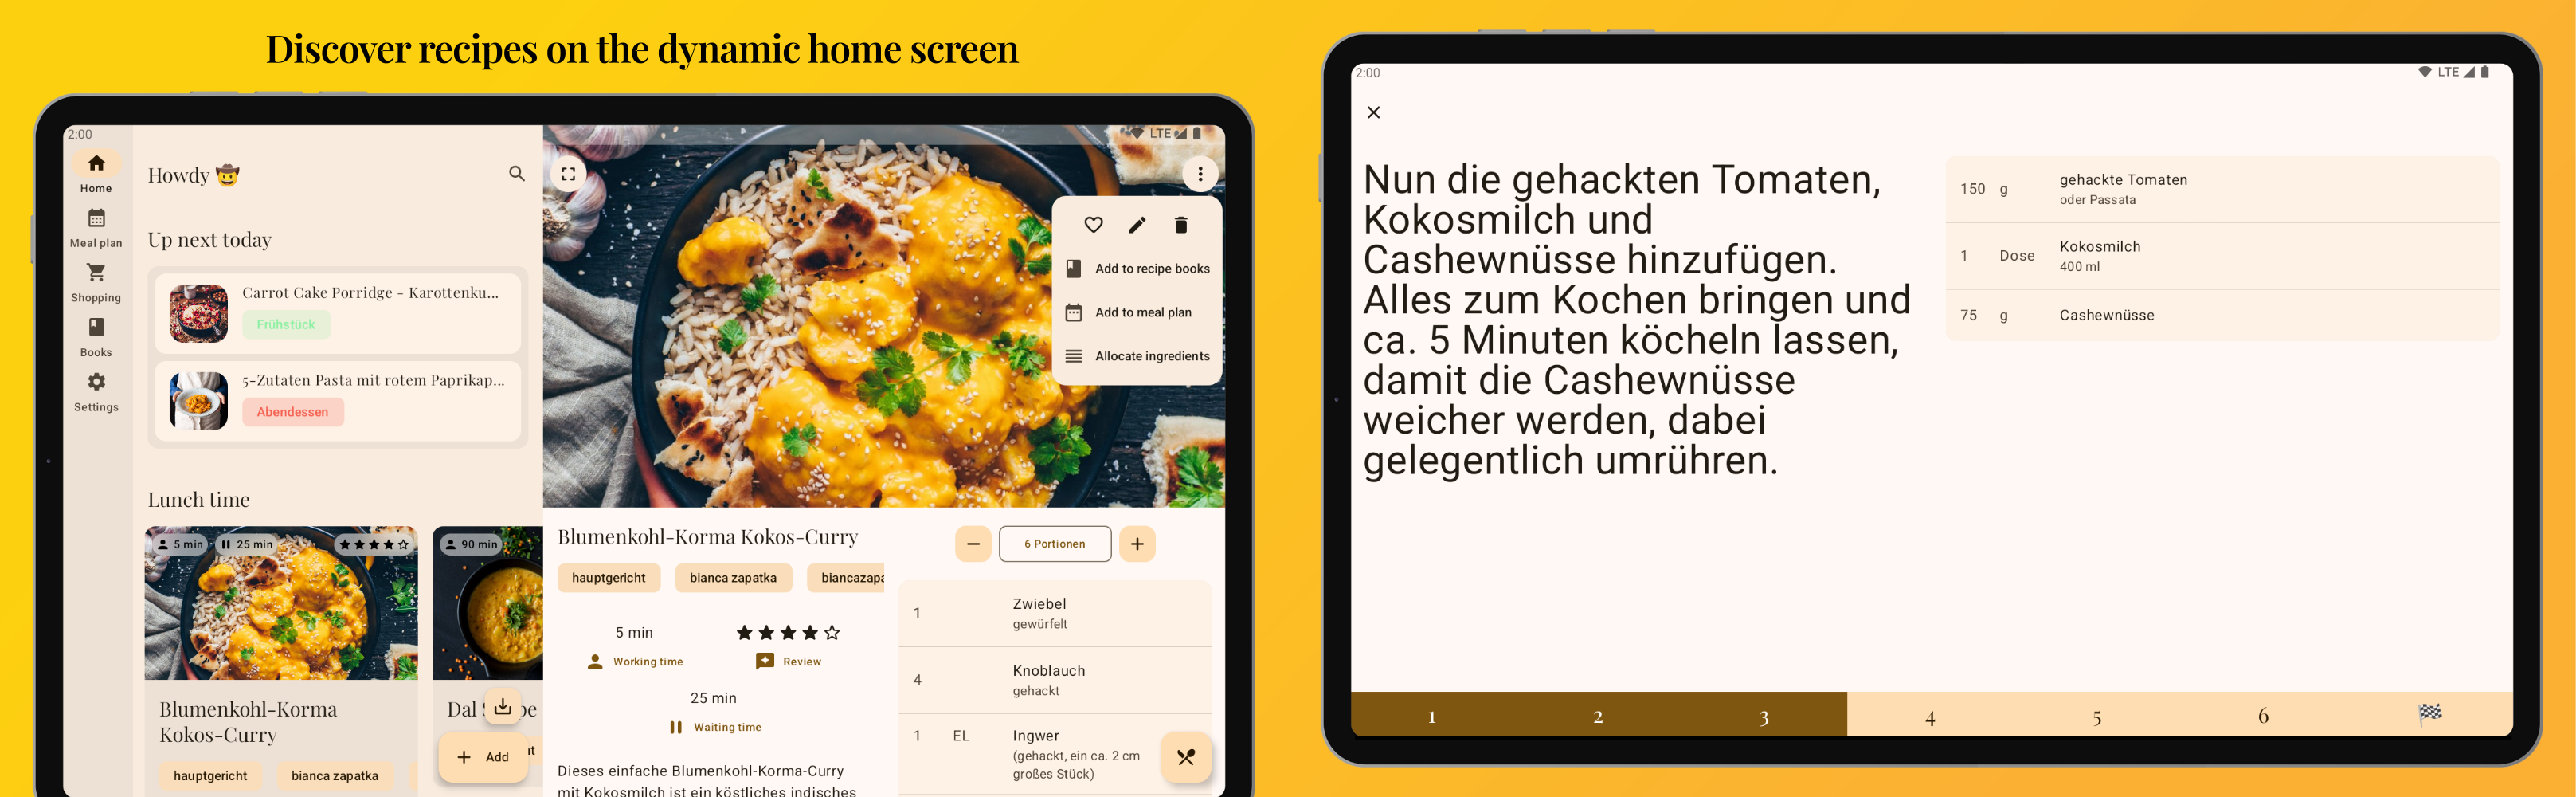 Discover recipes on the dynamic home screen
2:00
LTE
Home
Meal plan
Shopping
Books
Settings
Howdy 🤠
Up next today
Carrot Cake Porridge - Karottenku...
Frühstück
5-Zutaten Pasta mit rotem Paprikap...
Abendessen
Lunch time
5 min
25 min
90 min
Blumenkohl-Korma
Kokos-Curry
hauptgericht
bianca zapatka
Dal
Add
Add to recipe books
Add to meal plan
Allocate ingredients
Blumenkohl-Korma Kokos-Curry
hauptgericht
bianca zapatka
biancazapa
5 min
Working time
Review
25 min
Waiting time
Dieses einfache Blumenkohl-Korma-Curry
mit Kokosmilch ist ein köstliches indisches
6 Portionen
1 Zwiebel
gewürfelt
4 Knoblauch
gehackt
1 EL Ingwer
(gehackt, ein ca. 2 cm
großes Stück)
2:00
LTE
Nun die gehackten Tomaten,
Kokosmilch und
Cashewnüsse hinzufügen.
Alles zum Kochen bringen und
ca. 5 Minuten köcheln lassen,
damit die Cashewnüsse
weicher werden, dabei
gelegentlich umrühren.
150 g gehackte Tomaten
oder Passata
1 Dose Kokosmilch
400 ml
75 g Cashewnüsse
1 2 3 4 5 6 🏁